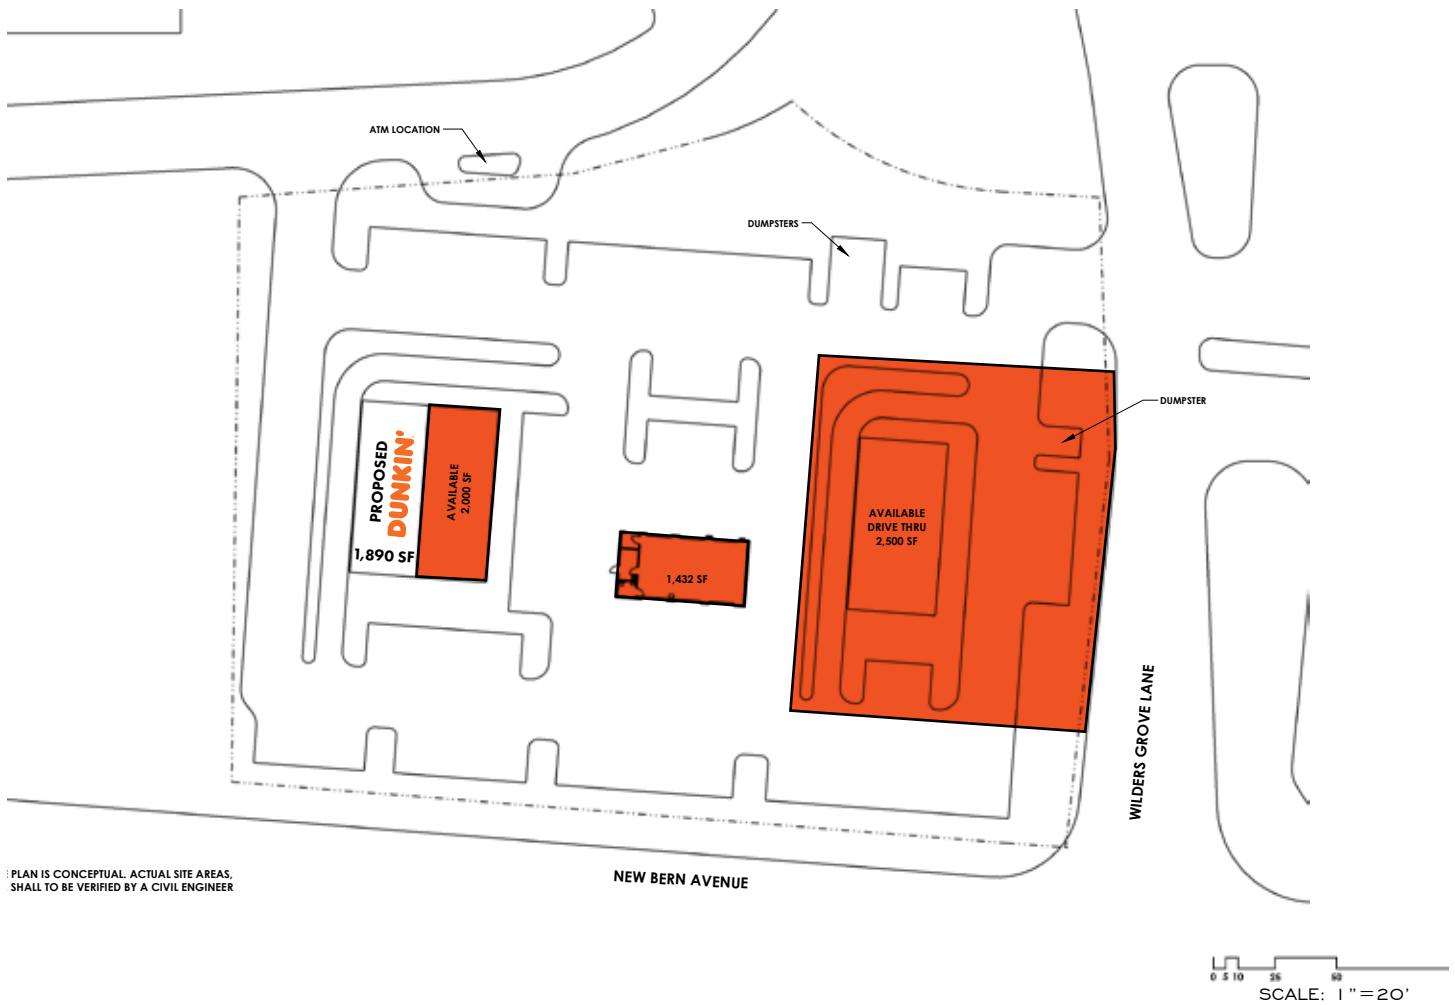 ATM LOCATION
DUMPSTERS
DUMPSTER
PROPOSED
DUNKIN'
1,890 SF
AVAILABLE
2,000 SF
1,432 SF
AVAILABLE
DRIVE THRU
2,500 SF
WILDERS GROVE LANE
NEW BERN AVENUE
PLAN IS CONCEPTUAL. ACTUAL SITE AREAS,
SHALL TO BE VERIFIED BY A CIVIL ENGINEER
0 5 10 25 50
SCALE: 1"=20'